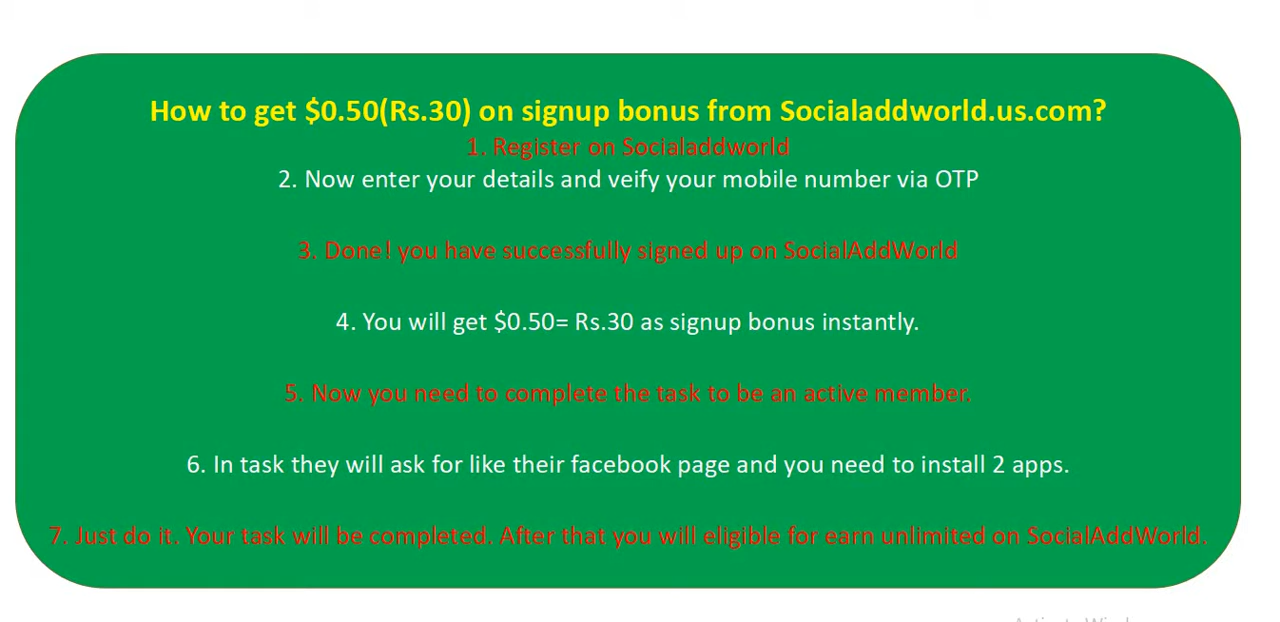 How to get $0.50(Rs.30) on signup bonus from Socialaddworld.us.com?
1. Register on Socialaddworld
2. Now enter your details and veify your mobile number via OTP
3. Done! you have successfully signed up on SocialAddWorld
4. You will get $0.50= Rs.30 as signup bonus instantly.
5. Now you need to complete the task to be an active member.
6. In task they will ask for like their facebook page and you need to install 2 apps.
7. Just do it. Your task will be completed. After that you will eligible for earn unlimited on SocialAddWorld.